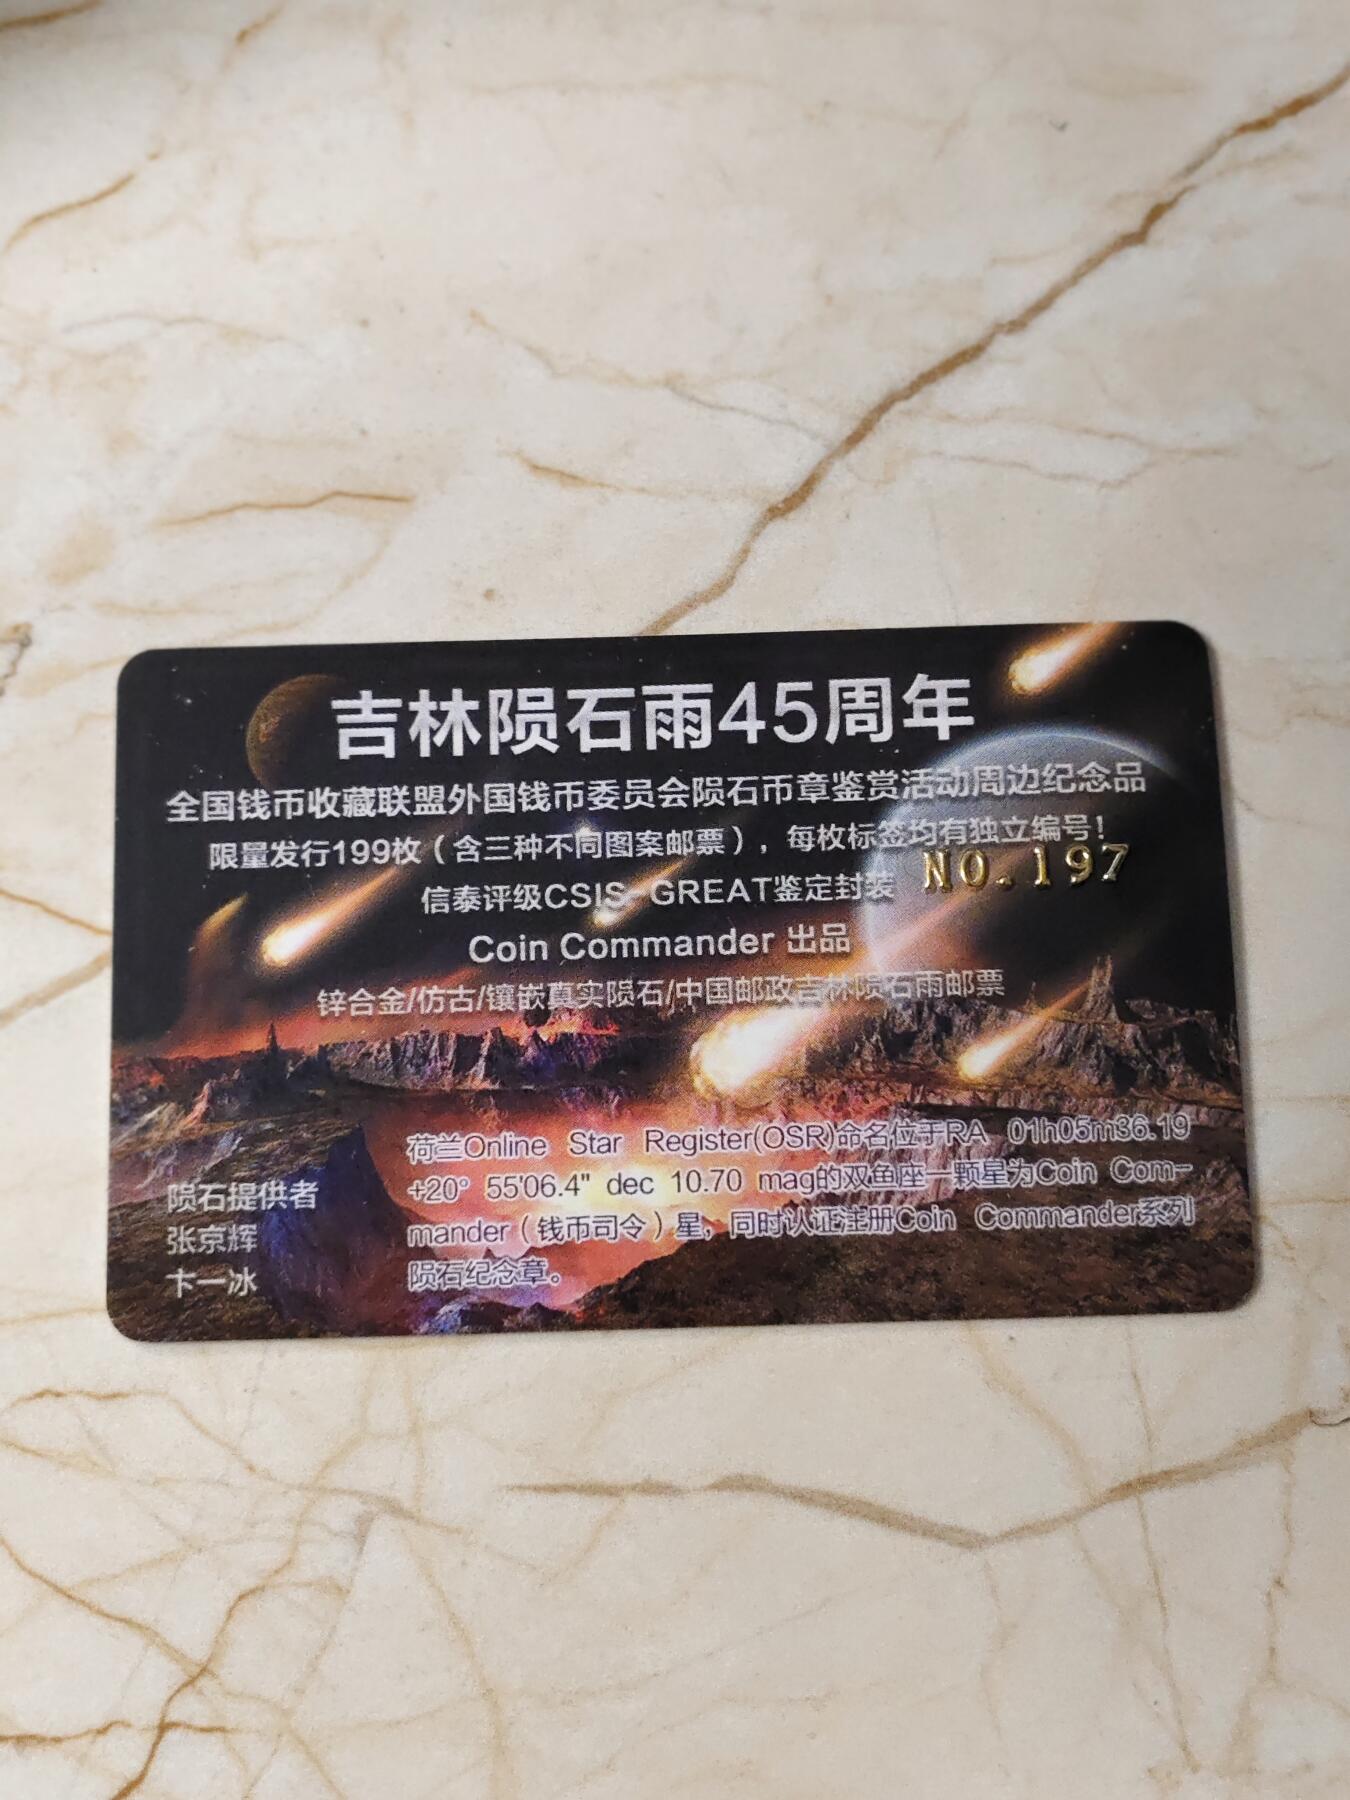 吉林陨石雨45周年
全国钱币收藏联盟外国钱币委员会陨石币章鉴赏活动周边纪念品
限量发行199枚（含三种不同图案邮票），每枚标签均有独立编号！
NO.197
信泰评级CSIS-GREAT鉴定封装
Coin Commander 出品
锌合金/仿古/镶嵌真实陨石/中国邮政吉林陨石雨邮票
荷兰Online Star Register(OSR)命名位于RA 01h05m36.19
+20° 55'06.4" dec 10.70 mag的双鱼座一颗星为Coin Com-
mander（钱币司令）星，同时认证注册Coin Commander系列
陨石纪念章。
陨石提供者
张京辉
卞一冰